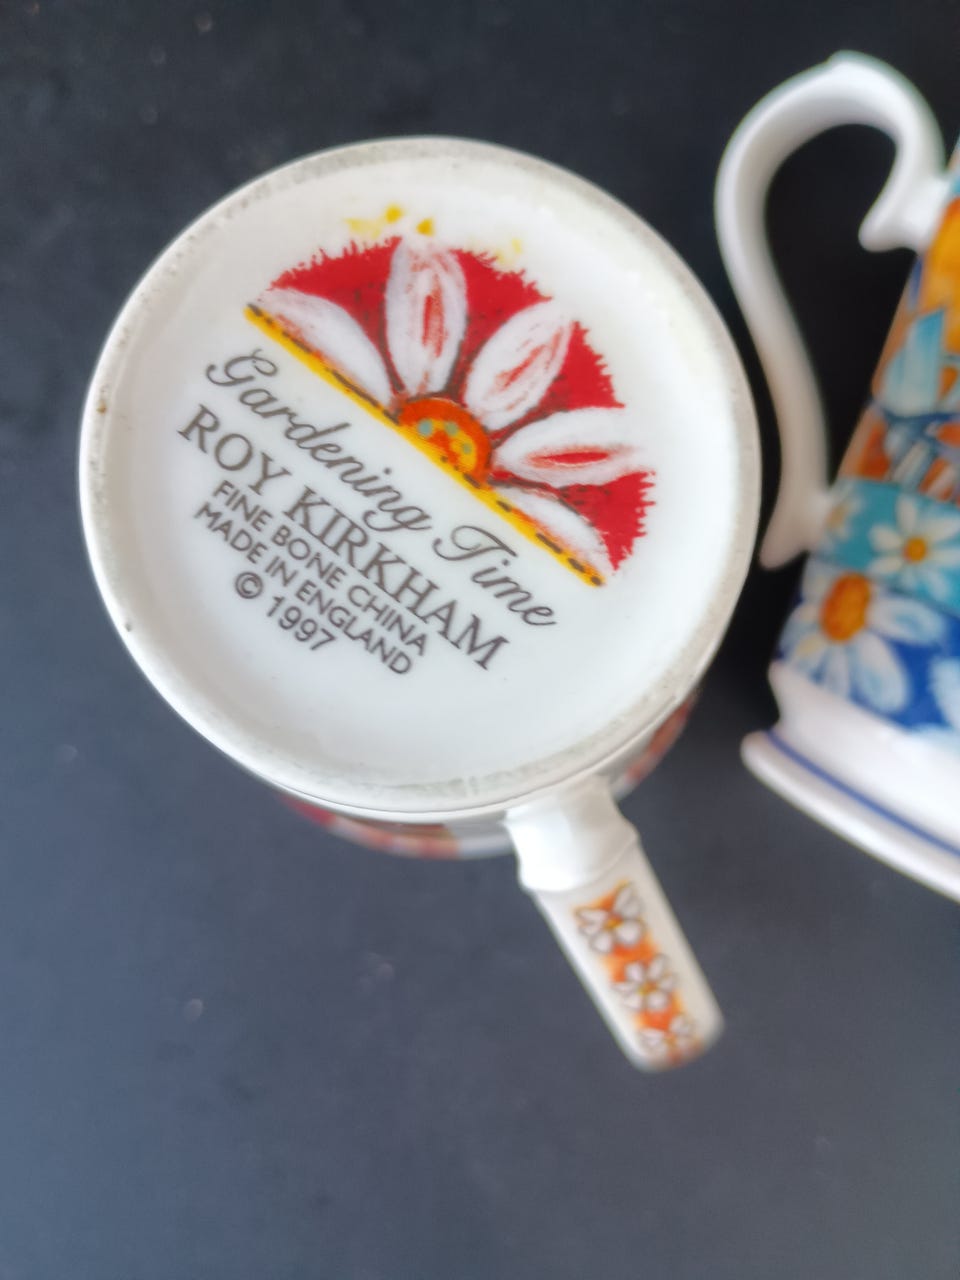 Gardening Time
ROY KIRKHAM
FINE BONE CHINA
MADE IN ENGLAND
© 1997